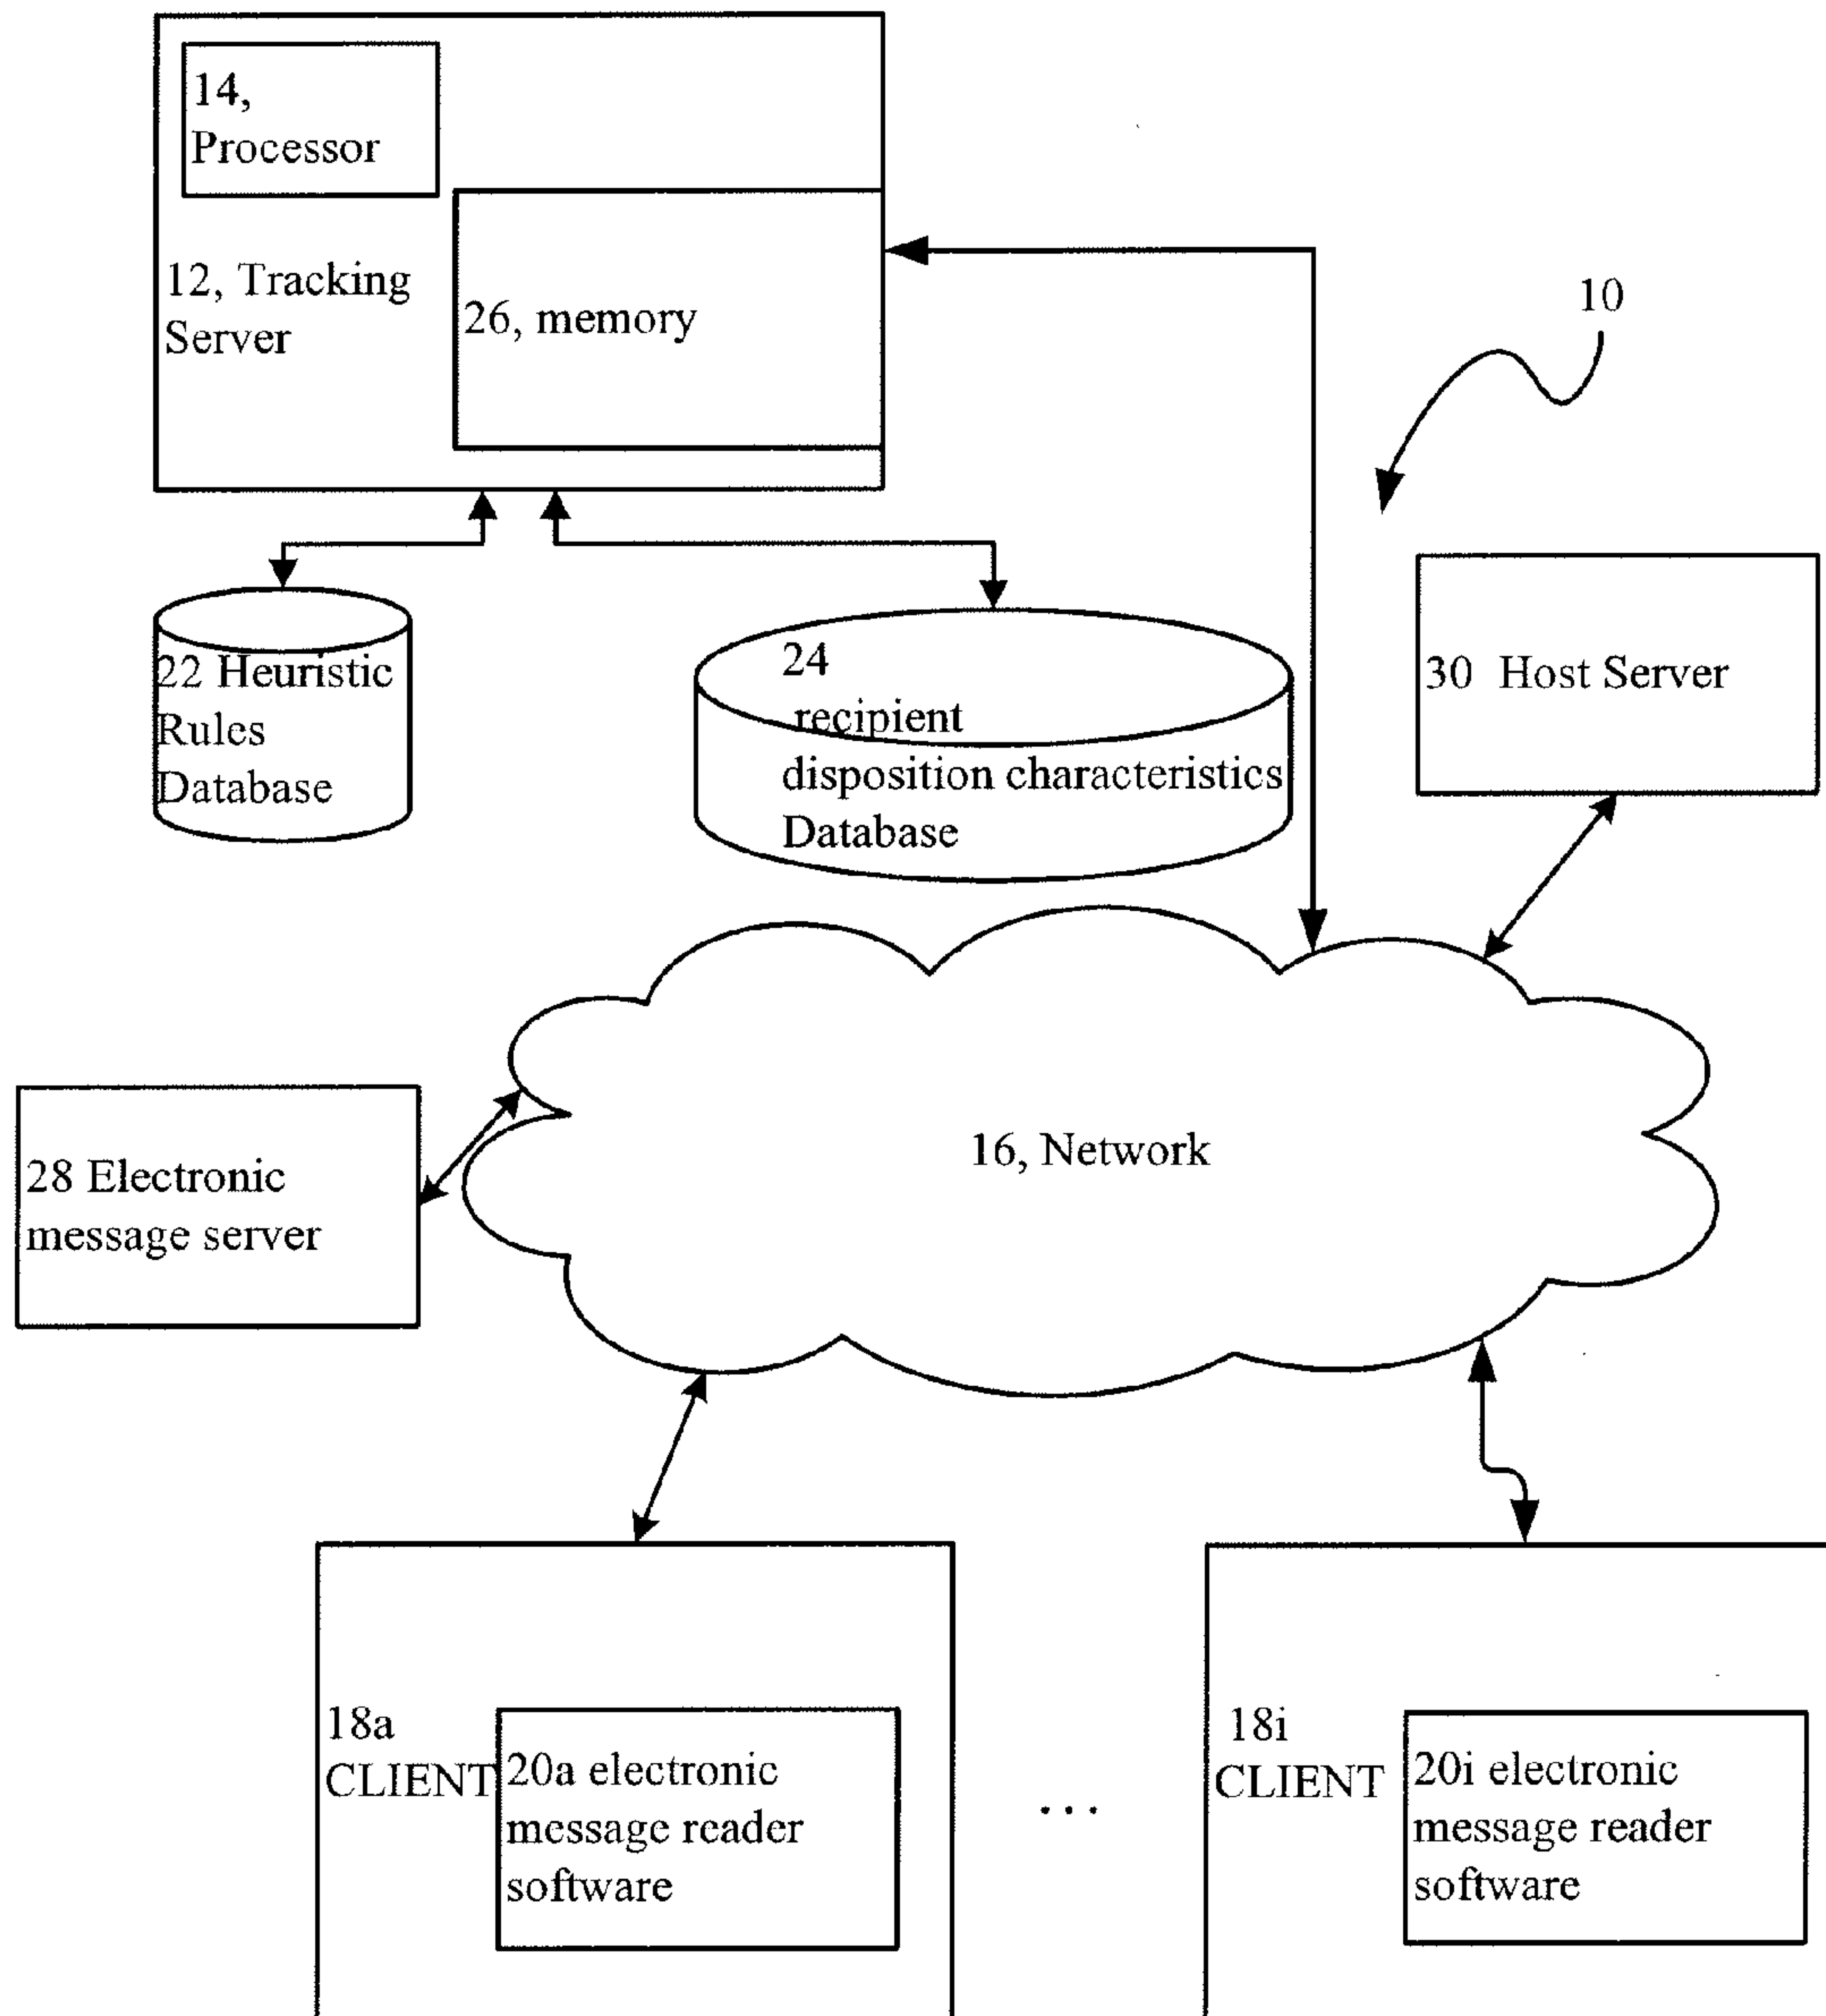 14,
Processor
12, Tracking
Server
26, memory
10
22 Heuristic
Rules
Database
24
recipient
disposition characteristics
Database
30 Host Server
16, Network
28 Electronic
message server
18a
CLIENT
20a electronic
message reader
software
...
18i
CLIENT
20i electronic
message reader
software